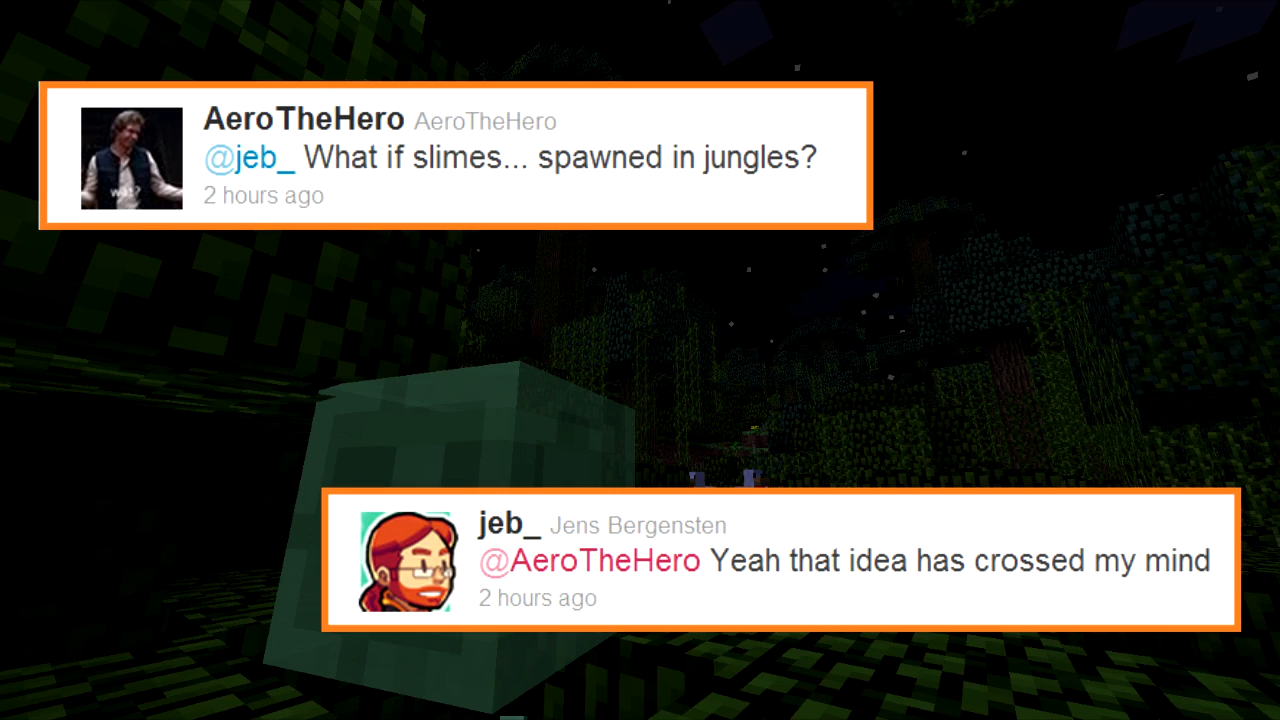 AeroTheHero AeroTheHero
@jeb_ What if slimes... spawned in jungles?
2 hours ago
wat?
jeb_ Jens Bergensten
@AeroTheHero Yeah that idea has crossed my mind
2 hours ago